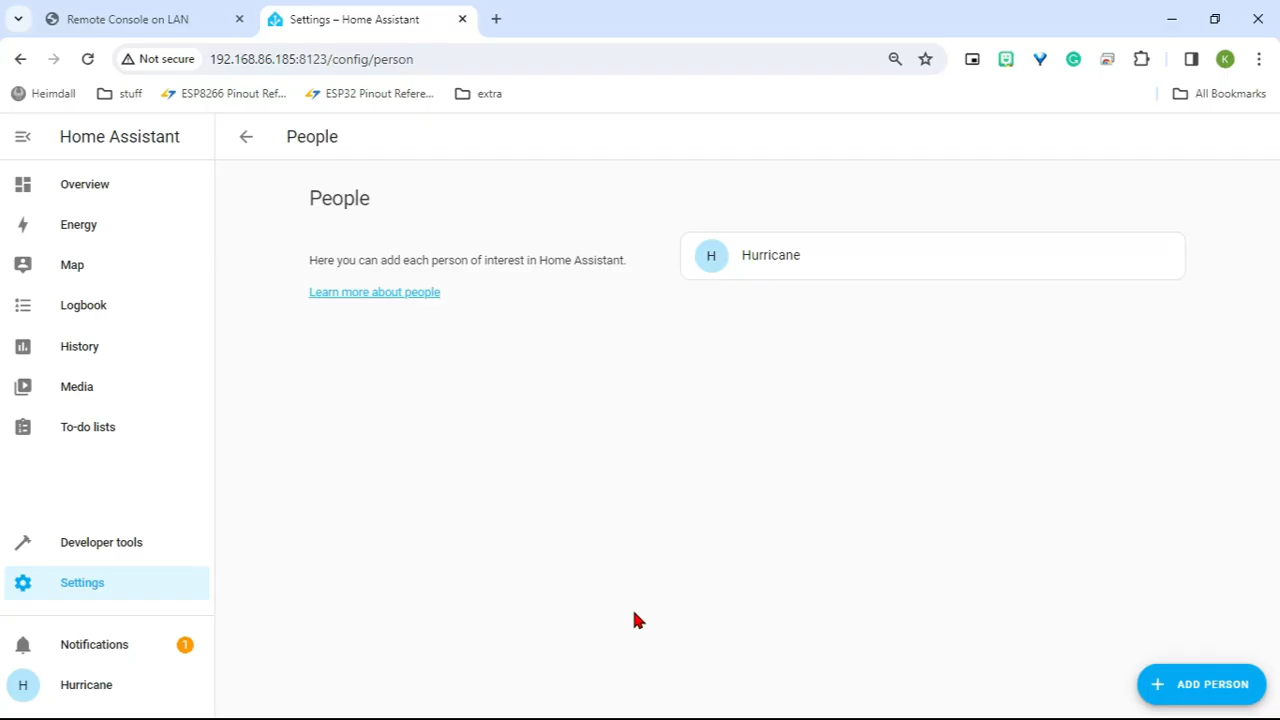 Remote Console on LAN
Settings – Home Assistant
Not secure
192.168.86.185:8123/config/person
K
Heimdall
stuff
ESP8266 Pinout Ref...
ESP32 Pinout Refere...
extra
All Bookmarks
Home Assistant
People
Overview
Energy
Map
Logbook
History
Media
To-do lists
Developer tools
Settings
Notifications
1
H
Hurricane
People
Here you can add each person of interest in Home Assistant.
Learn more about people
H
Hurricane
ADD PERSON